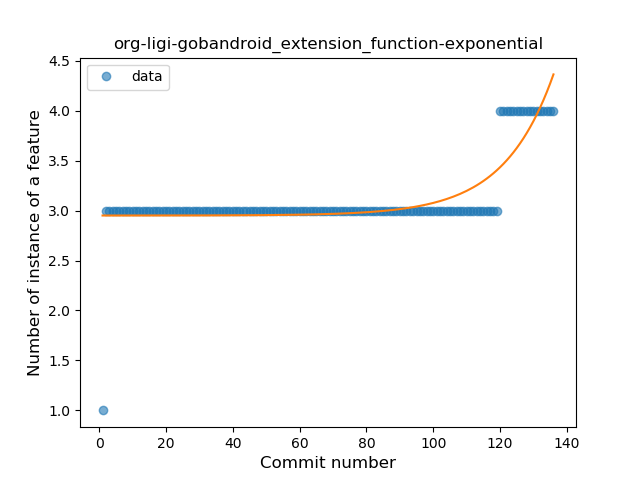 org-ligi-gobandroid_extension_function-exponential
data
Number of instance of a feature
4.5
4.0
3.5
3.0
2.5
2.0
1.5
1.0
0 20 40 60 80 100 120 140
Commit number